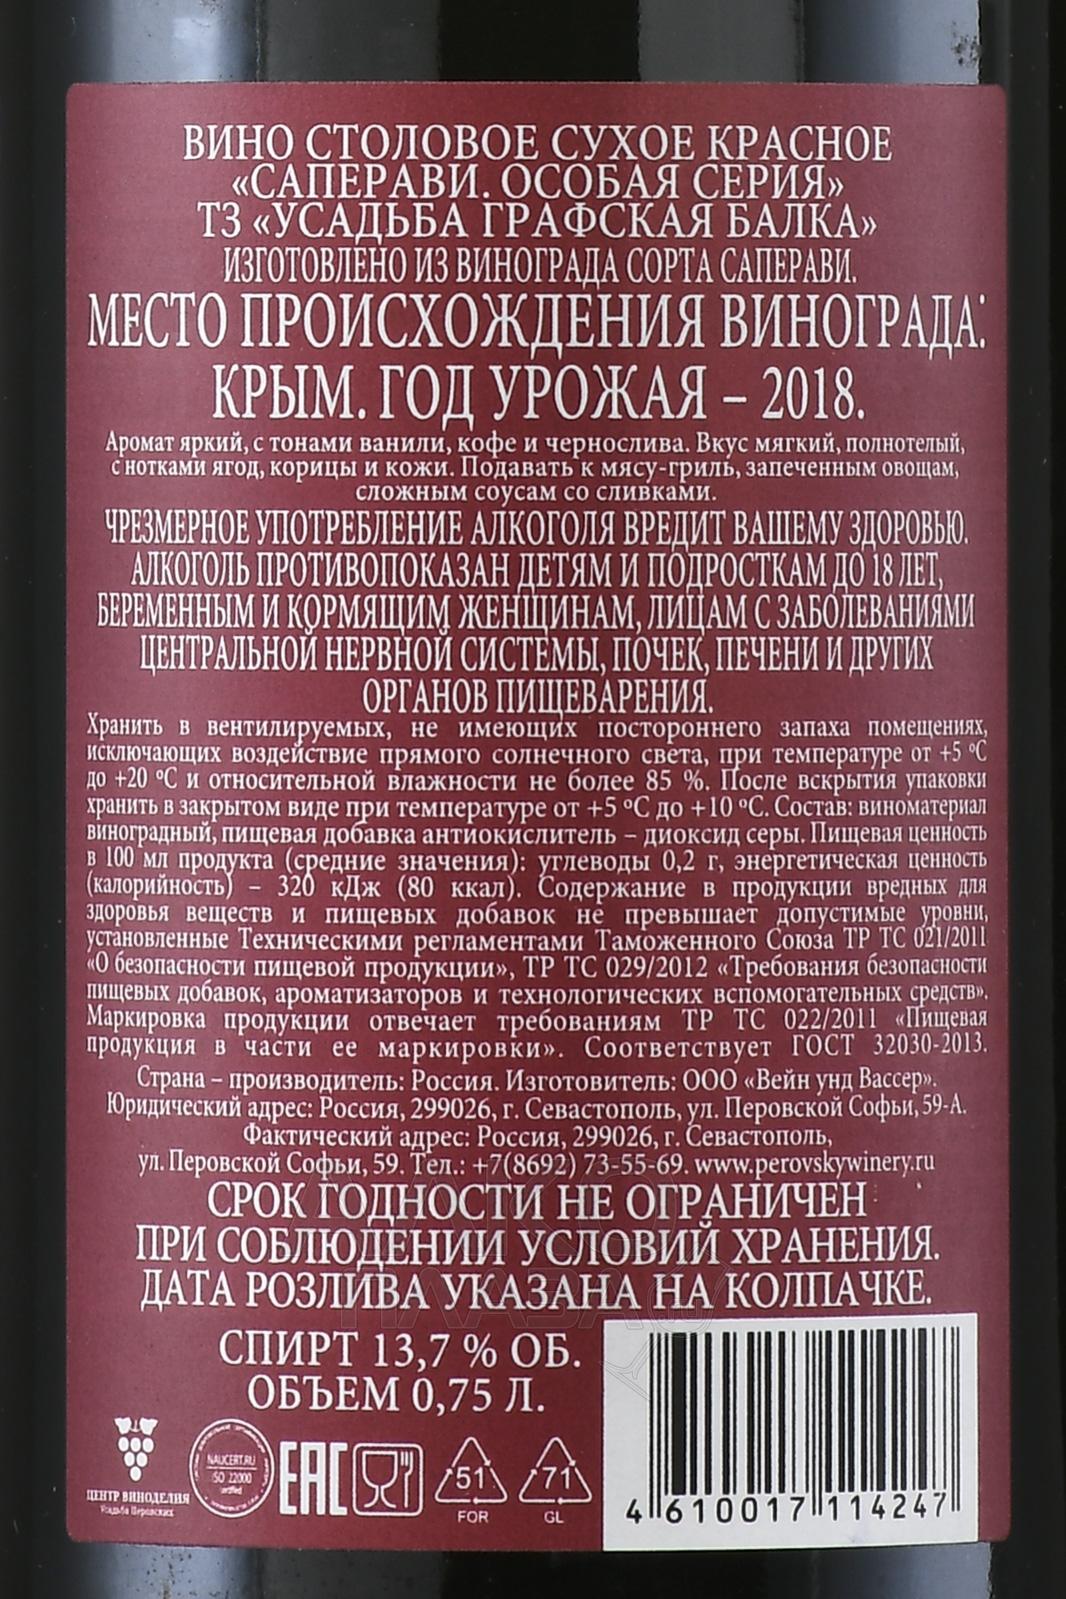 ВИНО СТОЛОВОЕ СУХОЕ КРАСНОЕ
«САПЕРАВИ. ОСОБАЯ СЕРИЯ»
ТЗ «УСАДЬБА ГРАФСКАЯ БАЛКА»
ИЗГОТОВЛЕНО ИЗ ВИНОГРАДА СОРТА САПЕРАВИ.
МЕСТО ПРОИСХОЖДЕНИЯ ВИНОГРАДА:
КРЫМ. ГОД УРОЖАЯ – 2018.
Аромат яркий, с тонами ванили, кофе и чернослива. Вкус мягкий, полнотелый,
с нотками ягод, корицы и кожи. Подавать к мясу-гриль, запеченным овощам,
сложным соусам со сливками.
ЧРЕЗМЕРНОЕ УПОТРЕБЛЕНИЕ АЛКОГОЛЯ ВРЕДИТ ВАШЕМУ ЗДОРОВЬЮ.
АЛКОГОЛЬ ПРОТИВОПОКАЗАН ДЕТЯМ И ПОДРОСТКАМ ДО 18 ЛЕТ,
БЕРЕМЕННЫМ И КОРМЯЩИМ ЖЕНЩИНАМ, ЛИЦАМ С ЗАБОЛЕВАНИЯМИ
ЦЕНТРАЛЬНОЙ НЕРВНОЙ СИСТЕМЫ, ПОЧЕК, ПЕЧЕНИ И ДРУГИХ
ОРГАНОВ ПИЩЕВАРЕНИЯ.
Хранить в вентилируемых, не имеющих постороннего запаха помещениях,
исключающих воздействие прямого солнечного света, при температуре от +5 °С
до +20 °С и относительной влажности не более 85 %. После вскрытия упаковки
хранить в закрытом виде при температуре от +5 °С до +10 °С. Состав: виноматериал
виноградный, пищевая добавка антиокислитель – диоксид серы. Пищевая ценность
в 100 мл продукта (средние значения): углеводы 0,2 г, энергетическая ценность
(калорийность) – 320 кДж (80 ккал). Содержание в продукции вредных для
здоровья веществ и пищевых добавок не превышает допустимые уровни,
установленные Техническими регламентами Таможенного Союза ТР ТС 021/2011
«О безопасности пищевой продукции», ТР ТС 029/2012 «Требования безопасности
пищевых добавок, ароматизаторов и технологических вспомогательных средств».
Маркировка продукции отвечает требованиям ТР ТС 022/2011 «Пищевая
продукция в части ее маркировки». Соответствует ГОСТ 32030-2013.
Страна – производитель: Россия. Изготовитель: ООО «Вейн унд Вассер».
Юридический адрес: Россия, 299026, г. Севастополь, ул. Перовской Софьи, 59-А.
Фактический адрес: Россия, 299026, г. Севастополь,
ул. Перовской Софьи, 59. Тел.: +7(8692) 73-55-69. www.perovskywinery.ru
СРОК ГОДНОСТИ НЕ ОГРАНИЧЕН
ПРИ СОБЛЮДЕНИИ УСЛОВИЙ ХРАНЕНИЯ.
ДАТА РОЗЛИВА УКАЗАНА НА КОЛПАЧКЕ.
СПИРТ 13,7 % ОБ.
ОБЪЕМ 0,75 Л.
ЦЕНТР ВИНОДЕЛИЯ
Усадьба Перовских
NAUCERT.RU
ISO 22000
certified
EAC
51
FOR
71
GL
4 610017 114247